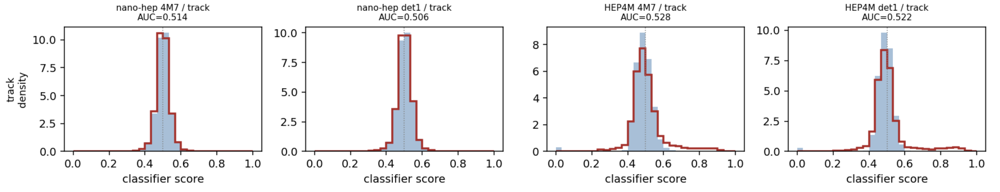 nano-hep 4M7 / track
AUC=0.514
track
density
10.0
7.5
5.0
2.5
0.0
0.0 0.2 0.4 0.6 0.8 1.0
classifier score
nano-hep det1 / track
AUC=0.506
10.0
7.5
5.0
2.5
0.0
0.0 0.2 0.4 0.6 0.8 1.0
classifier score
HEP4M 4M7 / track
AUC=0.528
8
6
4
2
0
0.0 0.2 0.4 0.6 0.8 1.0
classifier score
HEP4M det1 / track
AUC=0.522
10.0
7.5
5.0
2.5
0.0
0.0 0.2 0.4 0.6 0.8 1.0
classifier score